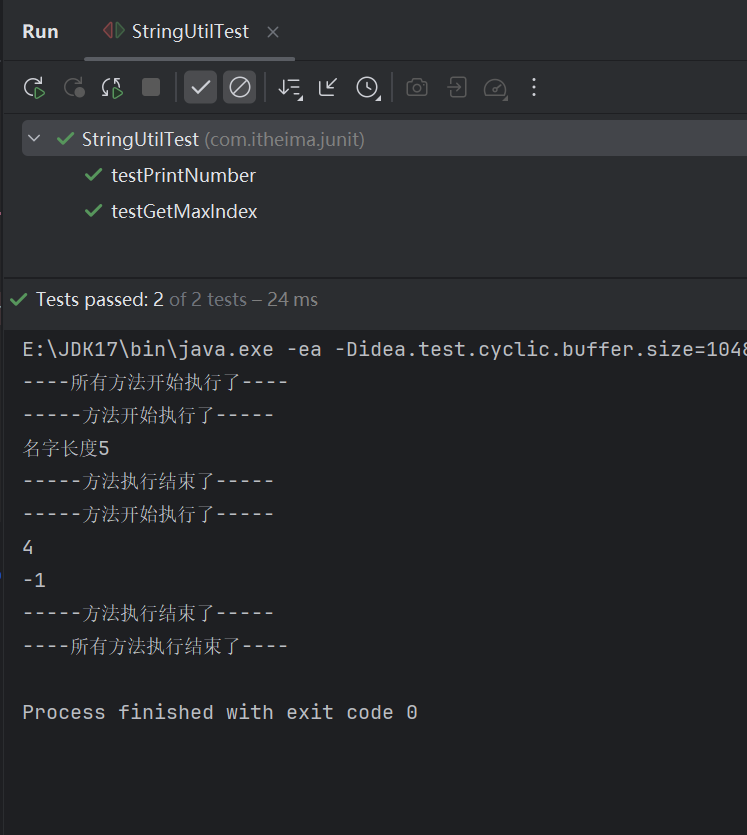 Run StringUtilTest
StringUtilTest (com.itheima.junit)
testPrintNumber
testGetMaxIndex
Tests passed: 2 of 2 tests – 24 ms
E:\JDK17\bin\java.exe -ea -Didea.test.cyclic.buffer.size=1048
----所有方法开始执行了----
-----方法开始执行了-----
名字长度5
-----方法执行结束了-----
-----方法开始执行了-----
4
-1
-----方法执行结束了-----
----所有方法执行结束了----
Process finished with exit code 0